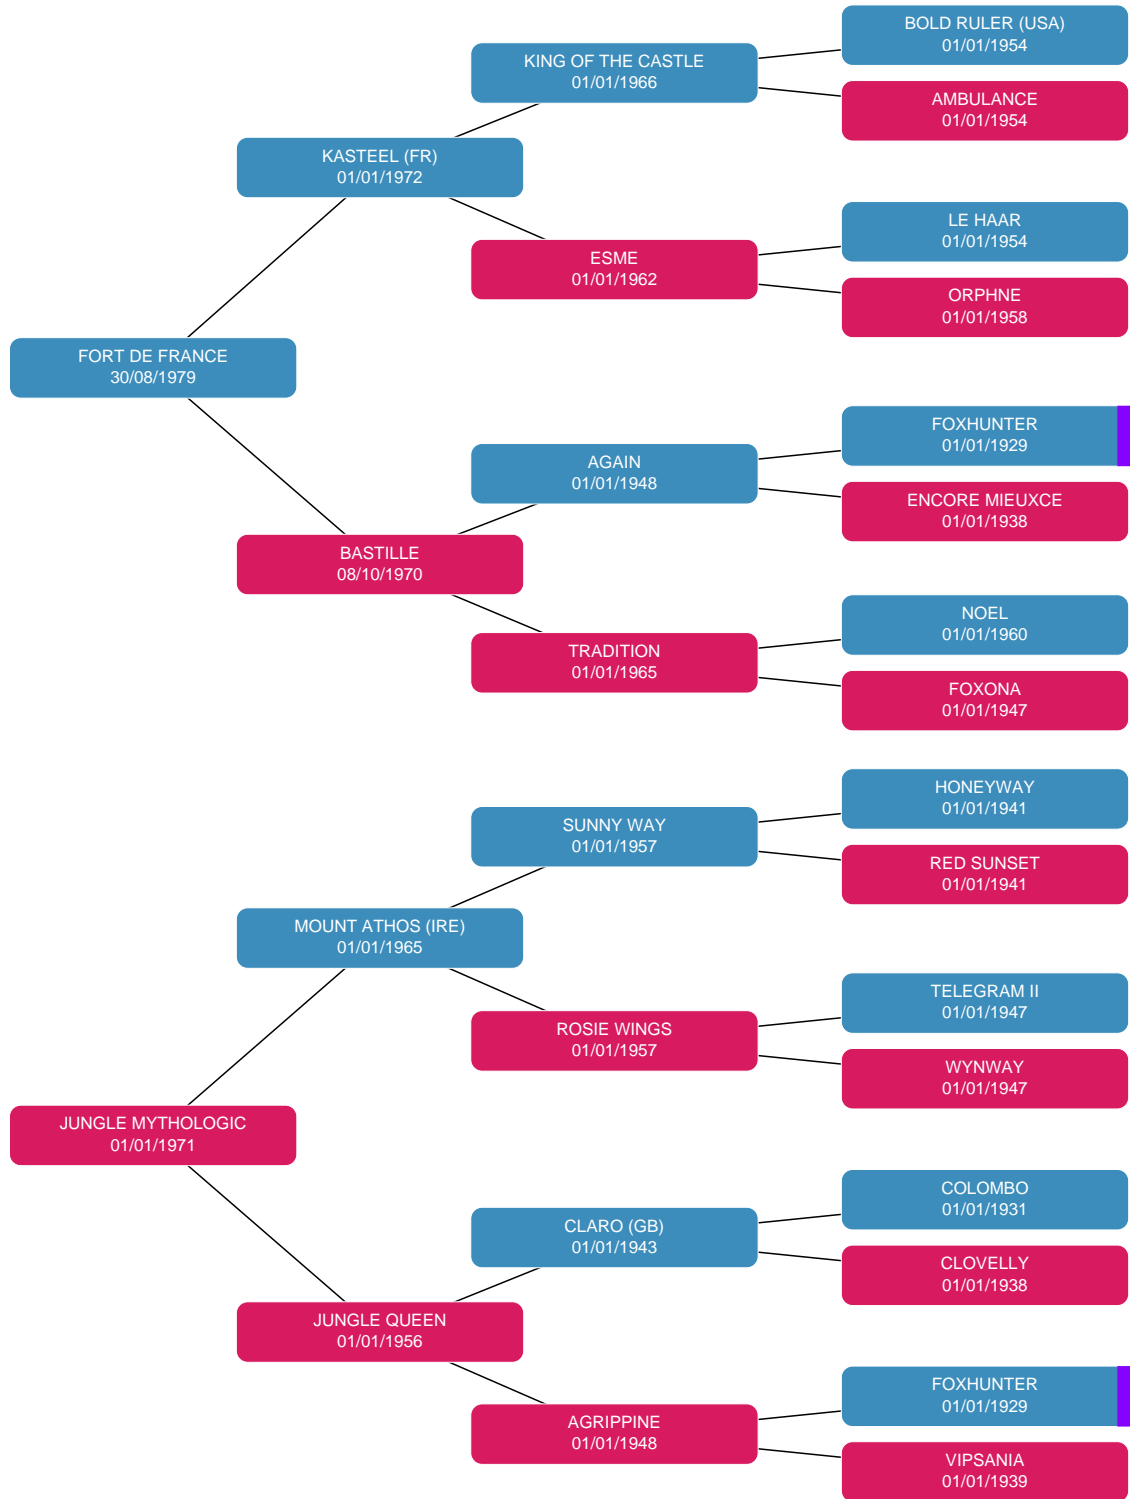 BOLD RULER (USA)
01/01/1954
KING OF THE CASTLE
01/01/1966
AMBULANCE
01/01/1954
KASTEEL (FR)
01/01/1972
LE HAAR
01/01/1954
ESME
01/01/1962
ORPHNE
01/01/1958
FORT DE FRANCE
30/08/1979
FOXHUNTER
01/01/1929
AGAIN
01/01/1948
ENCORE MIEUXCE
01/01/1938
BASTILLE
08/10/1970
NOEL
01/01/1960
TRADITION
01/01/1965
FOXONA
01/01/1947
HONEYWAY
01/01/1941
SUNNY WAY
01/01/1957
RED SUNSET
01/01/1941
MOUNT ATHOS (IRE)
01/01/1965
TELEGRAM II
01/01/1947
ROSIE WINGS
01/01/1957
WYNWAY
01/01/1947
JUNGLE MYTHOLOGIC
01/01/1971
COLOMBO
01/01/1931
CLARO (GB)
01/01/1943
CLOVELLY
01/01/1938
JUNGLE QUEEN
01/01/1956
FOXHUNTER
01/01/1929
AGRIPPINE
01/01/1948
VIPSANIA
01/01/1939